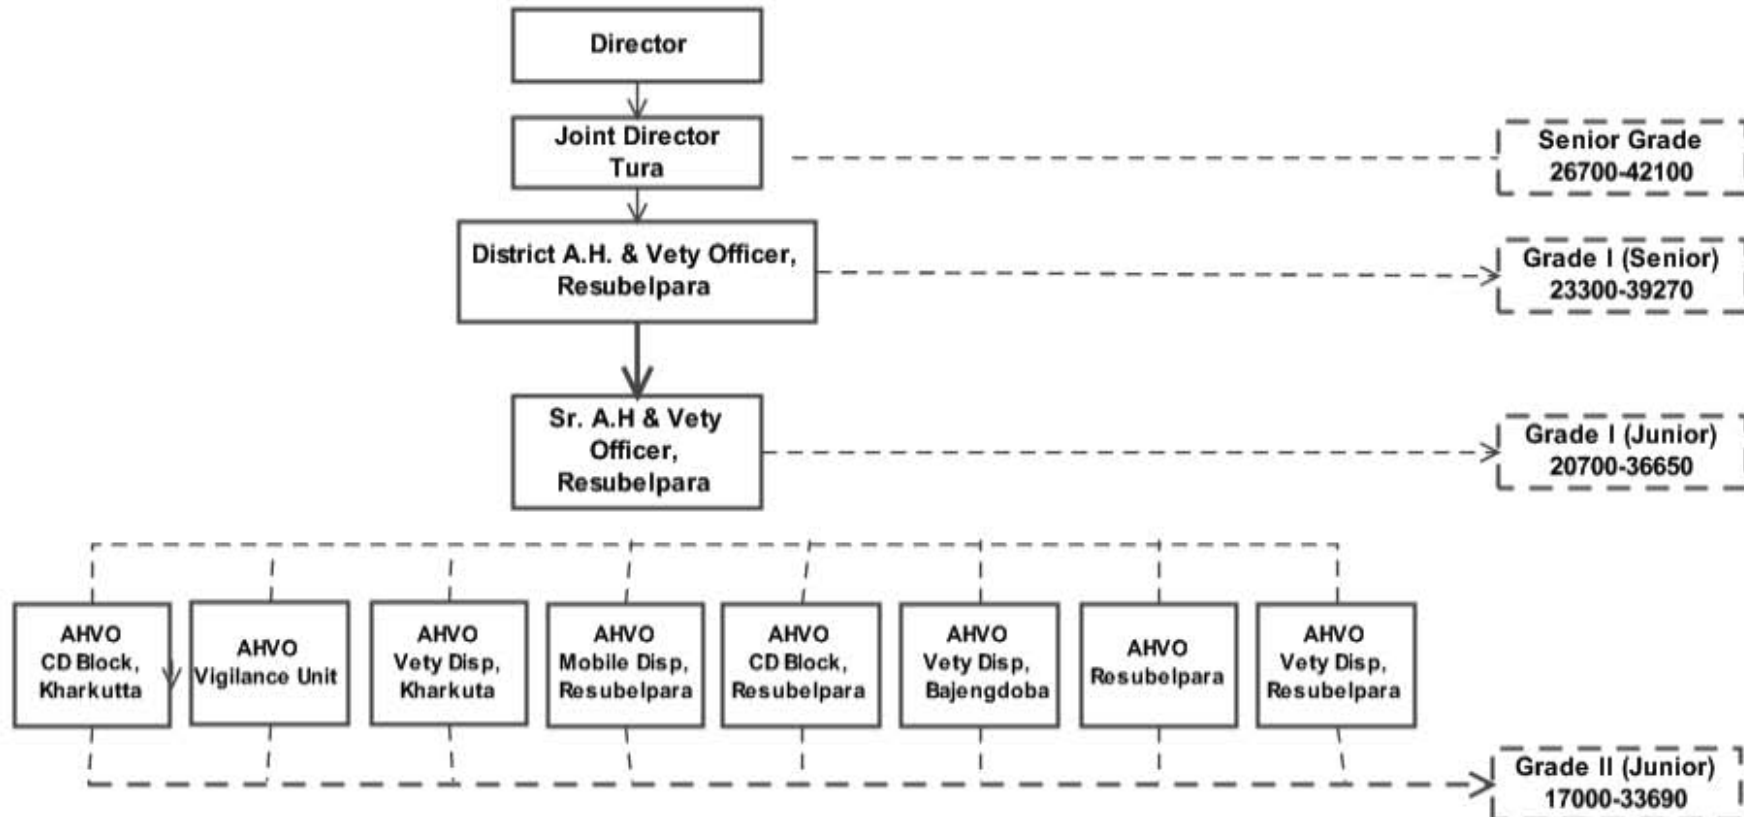 Director
Joint Director
Tura
Senior Grade
26700-42100
District A.H. & Vety Officer,
Resubelpara
Grade I (Senior)
23300-39270
Sr. A.H & Vety
Officer,
Resubelpara
Grade I (Junior)
20700-36650
AHVO
CD Block,
Kharkutta
AHVO
Vigilance Unit
AHVO
Vety Disp,
Kharkuta
AHVO
Mobile Disp,
Resubelpara
AHVO
CD Block,
Resubelpara
AHVO
Vety Disp,
Bajengdoba
AHVO
Resubelpara
AHVO
Vety Disp,
Resubelpara
Grade II (Junior)
17000-33690